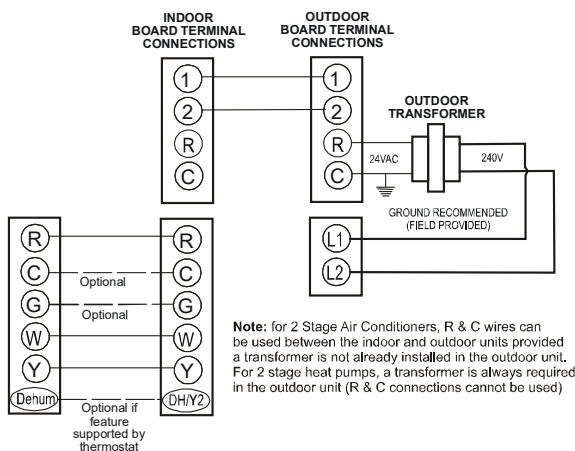 INDOOR
BOARD TERMINAL
CONNECTIONS
OUTDOOR
BOARD TERMINAL
CONNECTIONS
1
2
R
C
1
2
R
C
OUTDOOR
TRANSFORMER
24VAC
240V
GROUND RECOMMENDED
(FIELD PROVIDED)
L1
L2
R
C
G
W
Y
Dehum
Optional
Optional
Optional if
feature
supported by
thermostat
R
C
G
W
Y
DH/Y2
Note: for 2 Stage Air Conditioners, R & C wires can
be used between the indoor and outdoor units provided
a transformer is not already installed in the outdoor unit.
For 2 stage heat pumps, a transformer is always required
in the outdoor unit (R & C connections cannot be used)